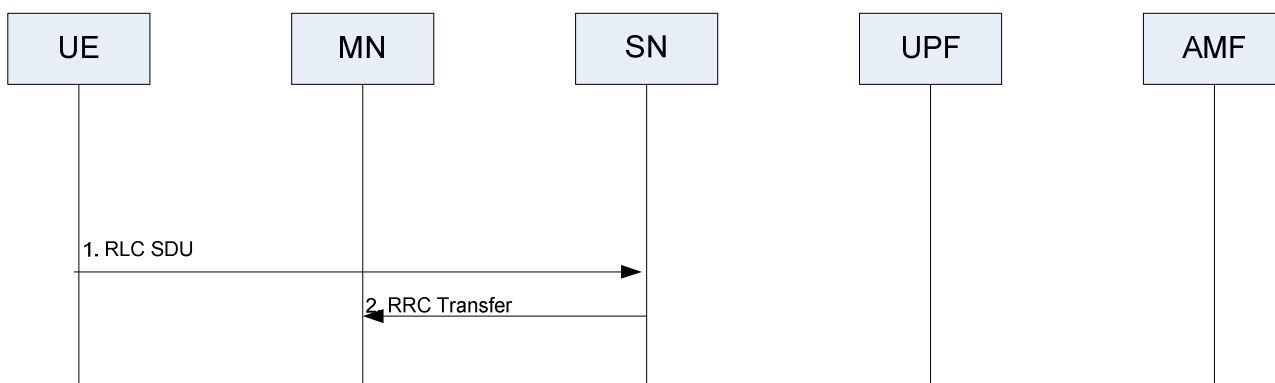 UE
MN
SN
UPF
AMF
1. RLC SDU
2. RRC Transfer